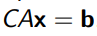 CAx = b